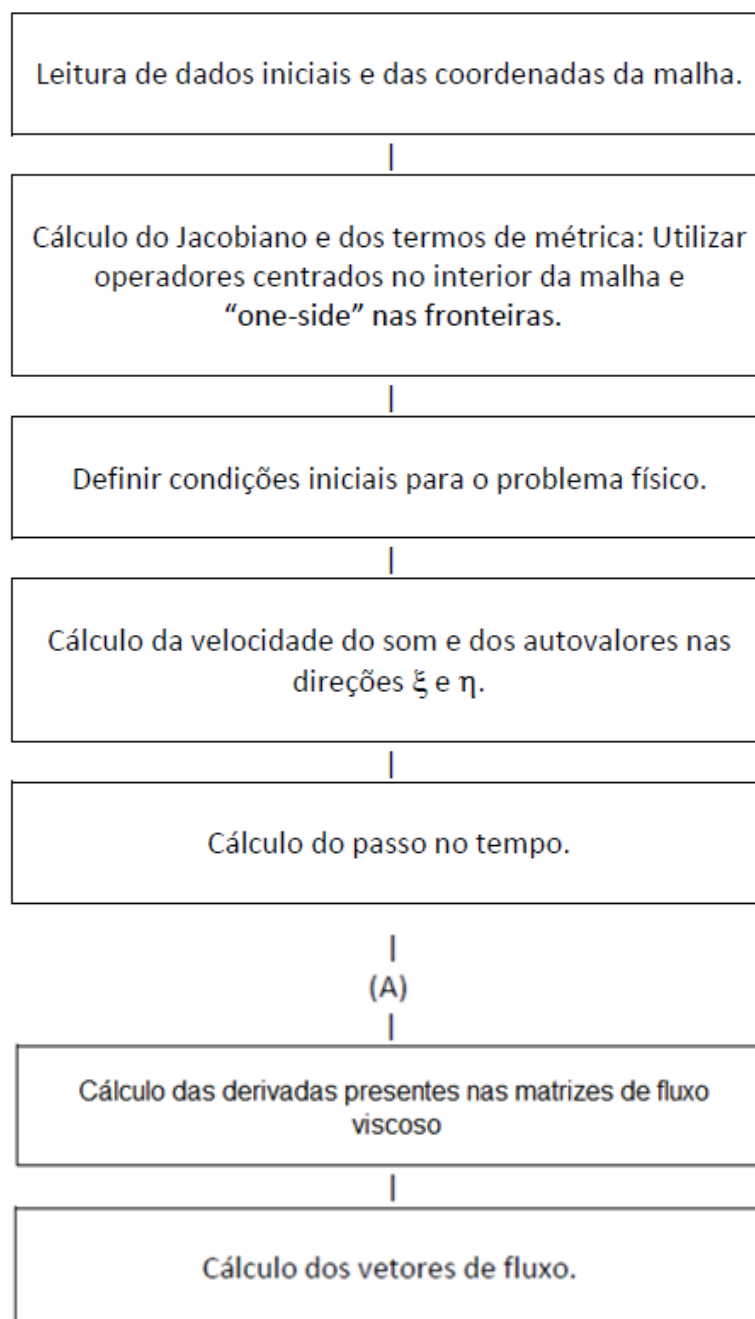 Leitura de dados iniciais e das coordenadas da malha.
Cálculo do Jacobiano e dos termos de métrica: Utilizar
operadores centrados no interior da malha e
“one-side” nas fronteiras.
Definir condições iniciais para o problema físico.
Cálculo da velocidade do som e dos autovalores nas
direções ξ e η.
Cálculo do passo no tempo.
(A)
Cálculo das derivadas presentes nas matrizes de fluxo
viscoso
Cálculo dos vetores de fluxo.